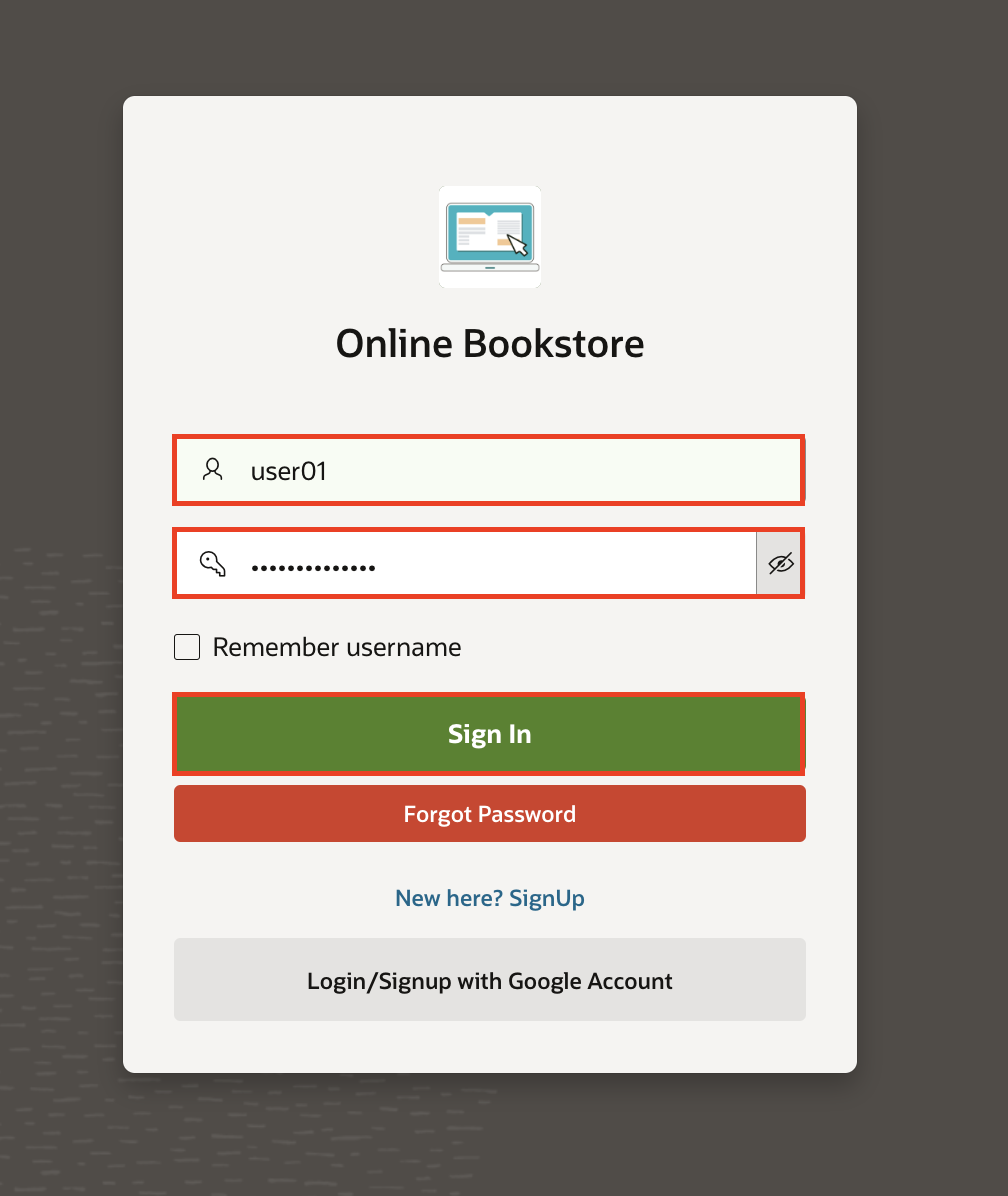 Online Bookstore
user01
••••••••••••••
Remember username
Sign In
Forgot Password
New here? SignUp
Login/Signup with Google Account